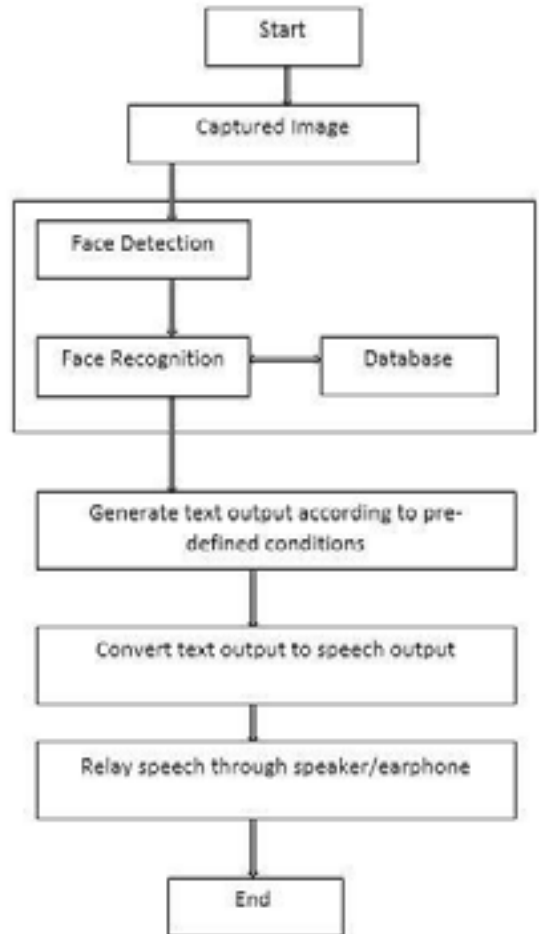 Start
Captured Image
Face Detection
Face Recognition
Database
Generate text output according to pre-
defined conditions
Convert text output to speech output
Relay speech through speaker/earphone
End